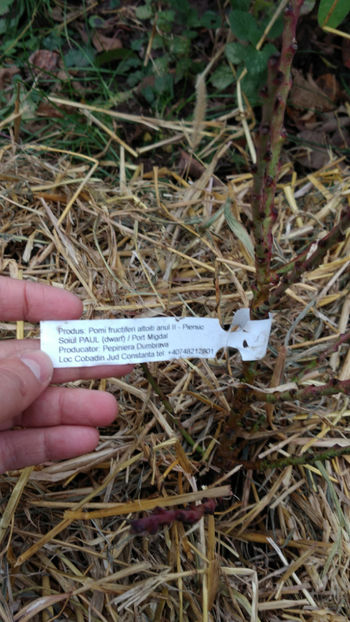 Produs: Pomi fructiferi altoiti anul II - Piersic
Soiul PAUL (dwarf) / Port Migdal
Producator: Pepiniera Dumbrava
Loc Cobadin Jud Constanta tel: +40748212801